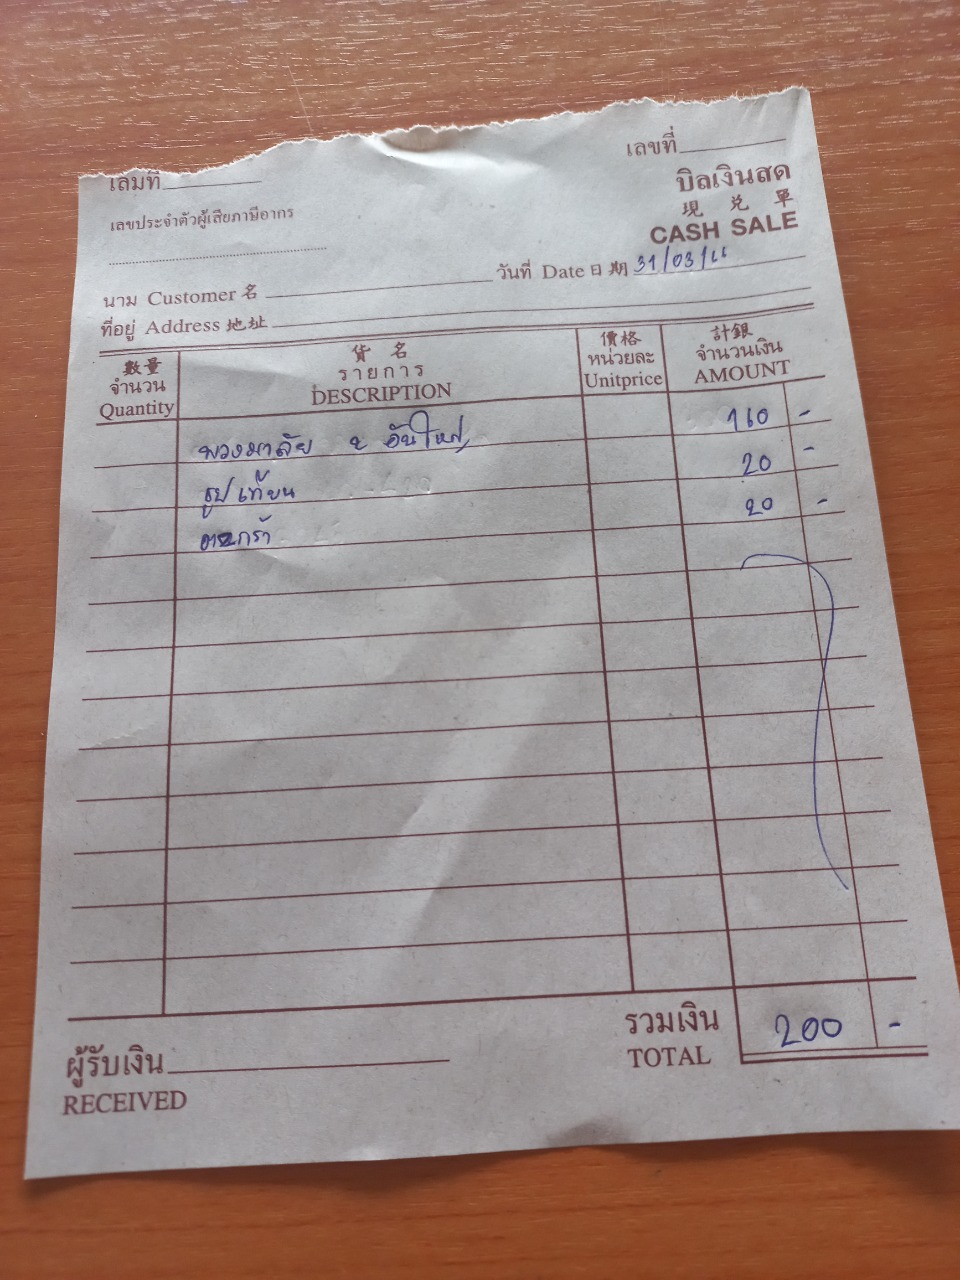 เล่มที่
เลขที่
เลขประจำตัวผู้เสียภาษีอากร
บิลเงินสด
現兌單
CASH SALE
วันที่ Date 日期 31/03/66
นาม Customer 名
ที่อยู่ Address 地址
數量 貨名 價格 計銀
จำนวน รายการ หน่วยละ จำนวนเงิน
Quantity DESCRIPTION Unitprice AMOUNT
พวงมาลัย 2 อันใหญ่ 160 -
ธูปเทียน 20 -
ตะกร้า 20 -
รวมเงิน 200 -
TOTAL
ผู้รับเงิน
RECEIVED